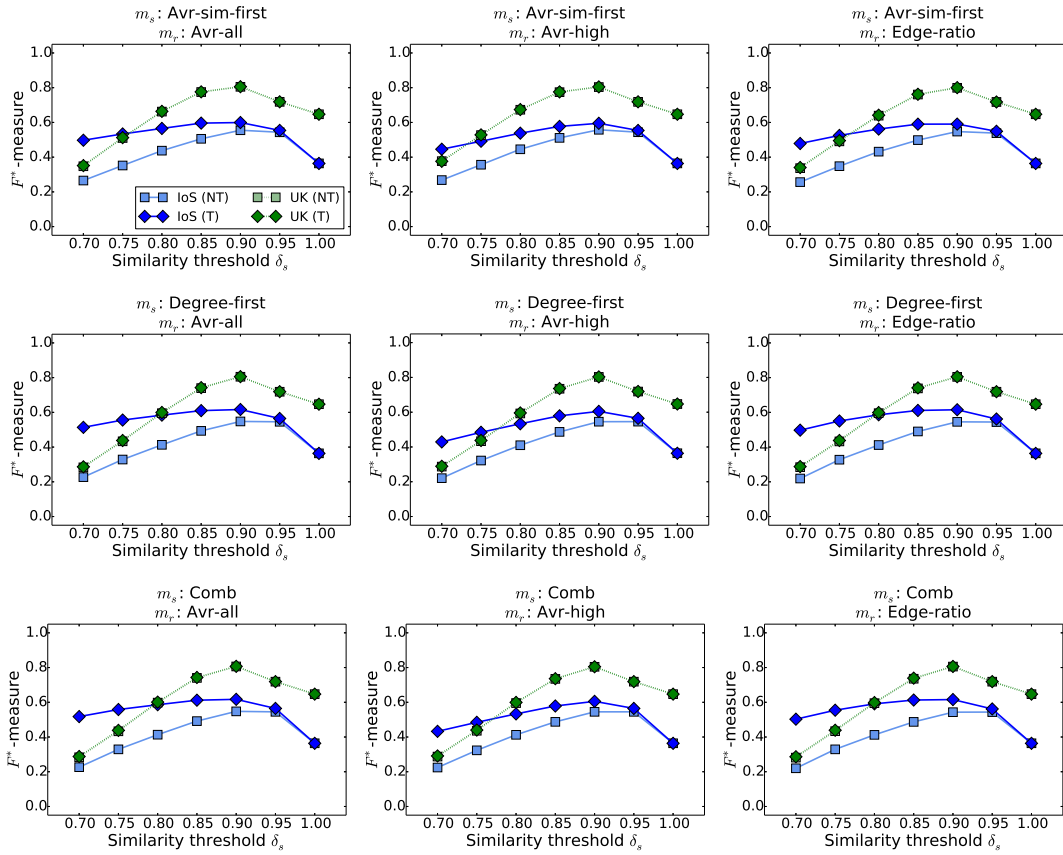 m_s: Avr-sim-first
m_r: Avr-all
F*-measure
1.0
0.8
0.6
0.4
0.2
0.0
IoS (NT) UK (NT)
IoS (T) UK (T)
0.70 0.75 0.80 0.85 0.90 0.95 1.00
Similarity threshold δ_s
m_s: Avr-sim-first
m_r: Avr-high
F*-measure
1.0
0.8
0.6
0.4
0.2
0.0
0.70 0.75 0.80 0.85 0.90 0.95 1.00
Similarity threshold δ_s
m_s: Avr-sim-first
m_r: Edge-ratio
F*-measure
1.0
0.8
0.6
0.4
0.2
0.0
0.70 0.75 0.80 0.85 0.90 0.95 1.00
Similarity threshold δ_s
m_s: Degree-first
m_r: Avr-all
F*-measure
1.0
0.8
0.6
0.4
0.2
0.0
0.70 0.75 0.80 0.85 0.90 0.95 1.00
Similarity threshold δ_s
m_s: Degree-first
m_r: Avr-high
F*-measure
1.0
0.8
0.6
0.4
0.2
0.0
0.70 0.75 0.80 0.85 0.90 0.95 1.00
Similarity threshold δ_s
m_s: Degree-first
m_r: Edge-ratio
F*-measure
1.0
0.8
0.6
0.4
0.2
0.0
0.70 0.75 0.80 0.85 0.90 0.95 1.00
Similarity threshold δ_s
m_s: Comb
m_r: Avr-all
F*-measure
1.0
0.8
0.6
0.4
0.2
0.0
0.70 0.75 0.80 0.85 0.90 0.95 1.00
Similarity threshold δ_s
m_s: Comb
m_r: Avr-high
F*-measure
1.0
0.8
0.6
0.4
0.2
0.0
0.70 0.75 0.80 0.85 0.90 0.95 1.00
Similarity threshold δ_s
m_s: Comb
m_r: Edge-ratio
F*-measure
1.0
0.8
0.6
0.4
0.2
0.0
0.70 0.75 0.80 0.85 0.90 0.95 1.00
Similarity threshold δ_s